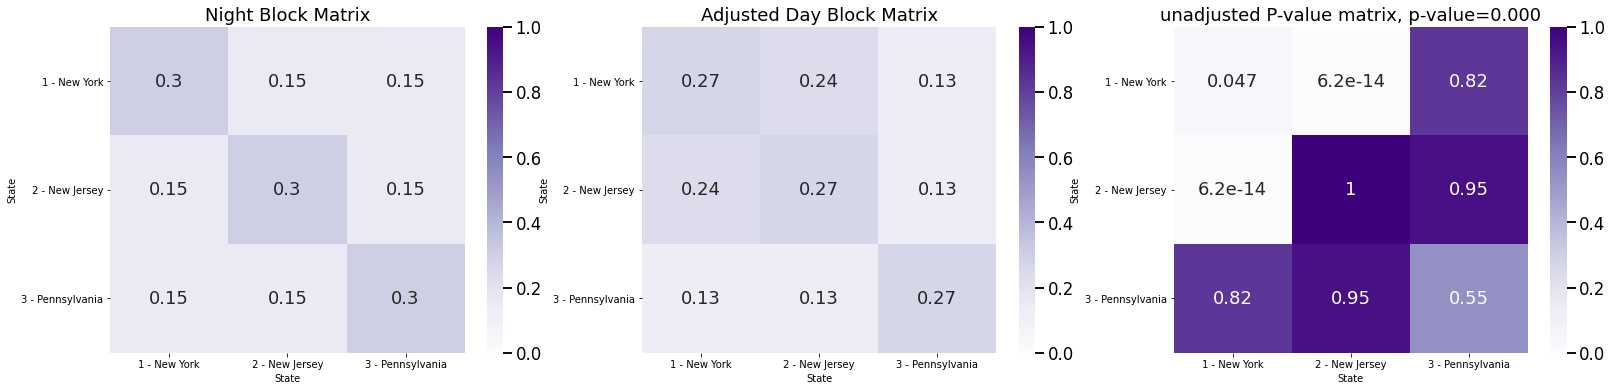 Night Block Matrix
1.0
0.8
0.6
0.4
0.2
0.0
State
1 - New York
2 - New Jersey
3 - Pennsylvania
0.3 0.15 0.15
0.15 0.3 0.15
0.15 0.15 0.3
1 - New York 2 - New Jersey 3 - Pennsylvania
State
Adjusted Day Block Matrix
1.0
0.8
0.6
0.4
0.2
0.0
State
1 - New York
2 - New Jersey
3 - Pennsylvania
0.27 0.24 0.13
0.24 0.27 0.13
0.13 0.13 0.27
1 - New York 2 - New Jersey 3 - Pennsylvania
State
unadjusted P-value matrix, p-value=0.000
1.0
0.8
0.6
0.4
0.2
0.0
State
1 - New York
2 - New Jersey
3 - Pennsylvania
0.047 6.2e-14 0.82
6.2e-14 1 0.95
0.82 0.95 0.55
1 - New York 2 - New Jersey 3 - Pennsylvania
State